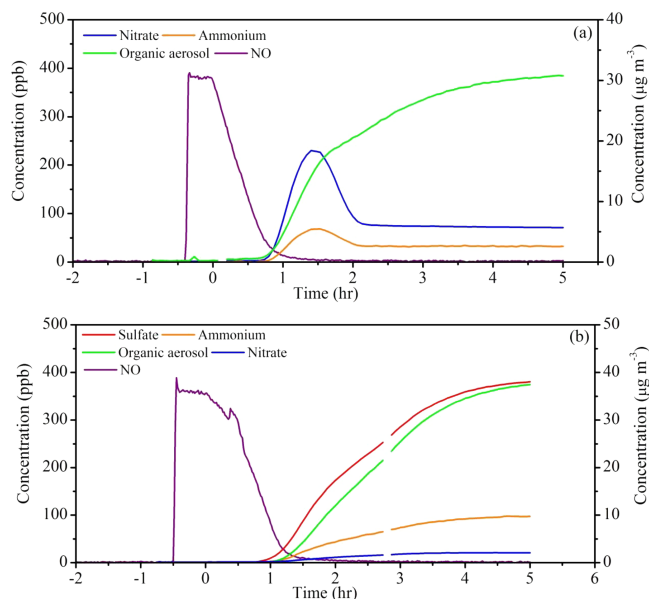 500 40
Nitrate Ammonium (a)
Organic aerosol NO
400
30
300
20
200
10
100
0 0
-2 -1 0 1 2 3 4 5
Time (hr)
Concentration (ppb)
Concentration (μg m-3)
500 50
Sulfate Ammonium (b)
Organic aerosol Nitrate
NO
400 40
300 30
200 20
100 10
0 0
-2 -1 0 1 2 3 4 5 6
Time (hr)
Concentration (ppb)
Concentration (μg m-3)